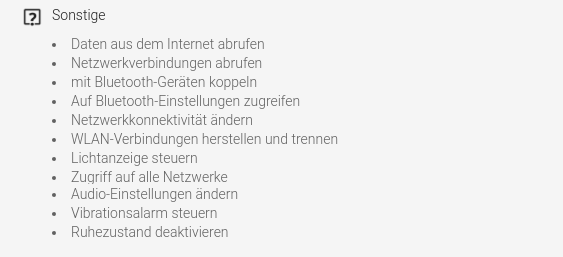 Sonstige
• Daten aus dem Internet abrufen
• Netzwerkverbindungen abrufen
• mit Bluetooth-Geräten koppeln
• Auf Bluetooth-Einstellungen zugreifen
• Netzwerkkonnektivität ändern
• WLAN-Verbindungen herstellen und trennen
• Lichtanzeige steuern
• Zugriff auf alle Netzwerke
• Audio-Einstellungen ändern
• Vibrationsalarm steuern
• Ruhezustand deaktivieren